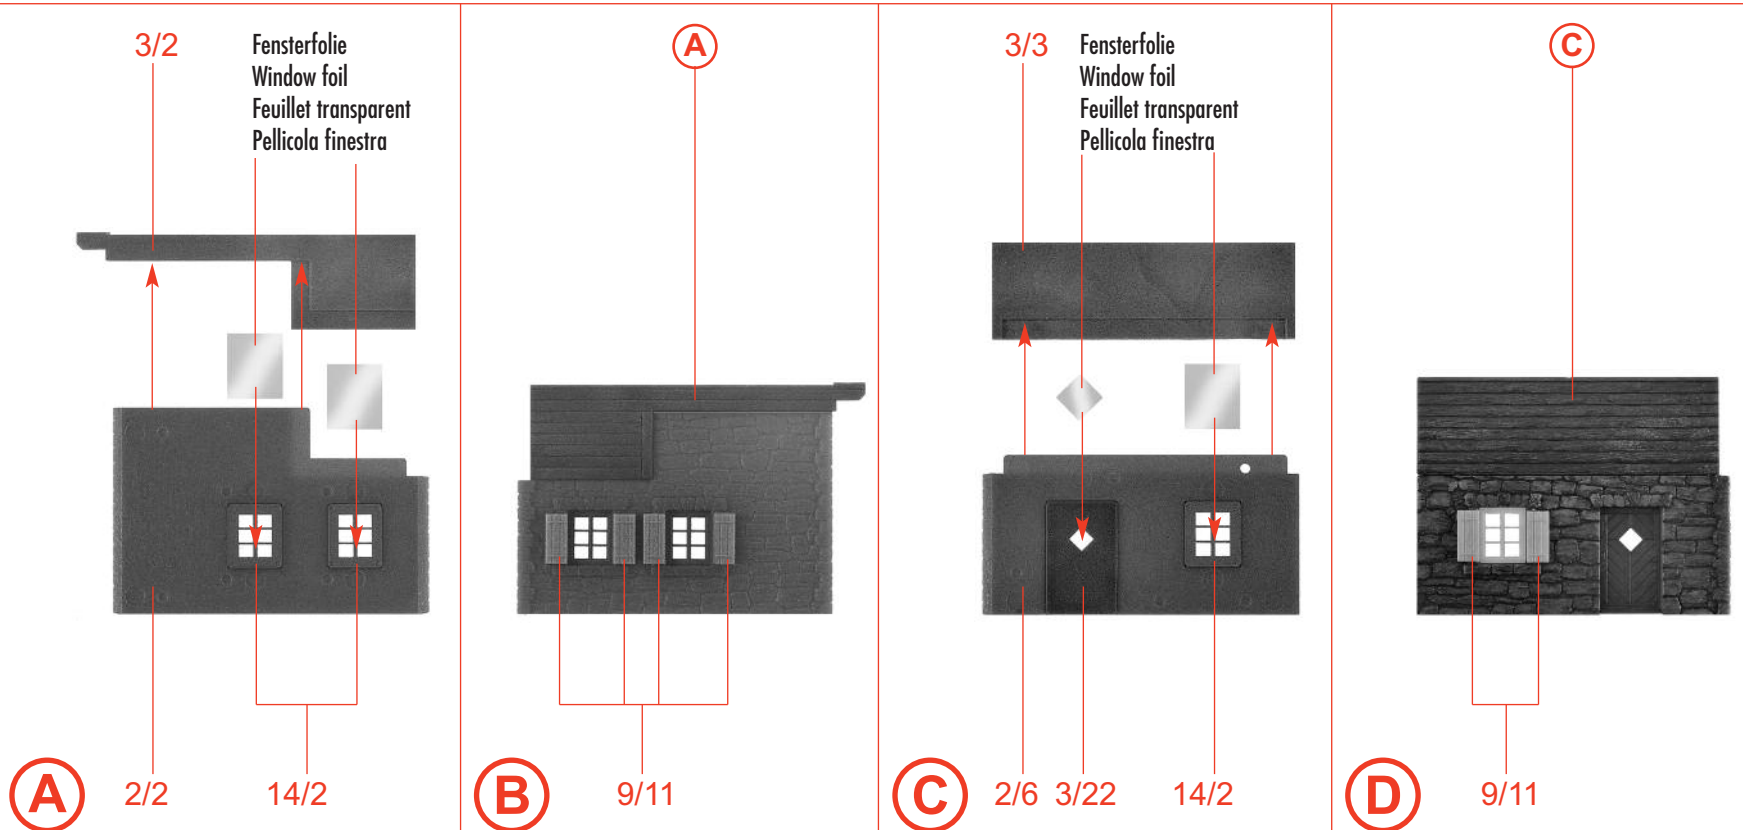 3/2
Fensterfolie
Window foil
Feuillet transparent
Pellicola finestra
2/2
14/2
A
A
9/11
B
3/3
Fensterfolie
Window foil
Feuillet transparent
Pellicola finestra
2/6
3/22
14/2
C
C
9/11
D